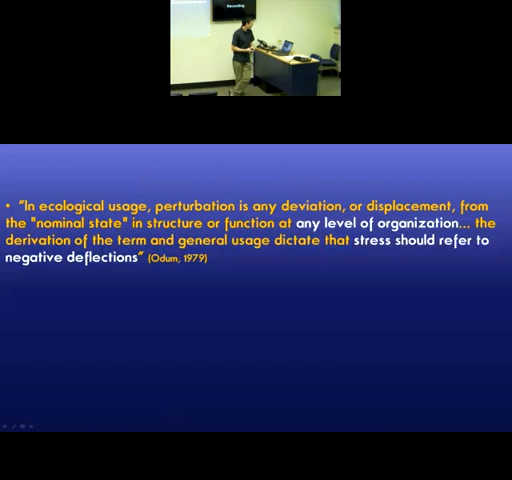 Recording
• "In ecological usage, perturbation is any deviation, or displacement, from
the "nominal state" in structure or function at any level of organization... the
derivation of the term and general usage dictate that stress should refer to
negative deflections" (Odum, 1979)